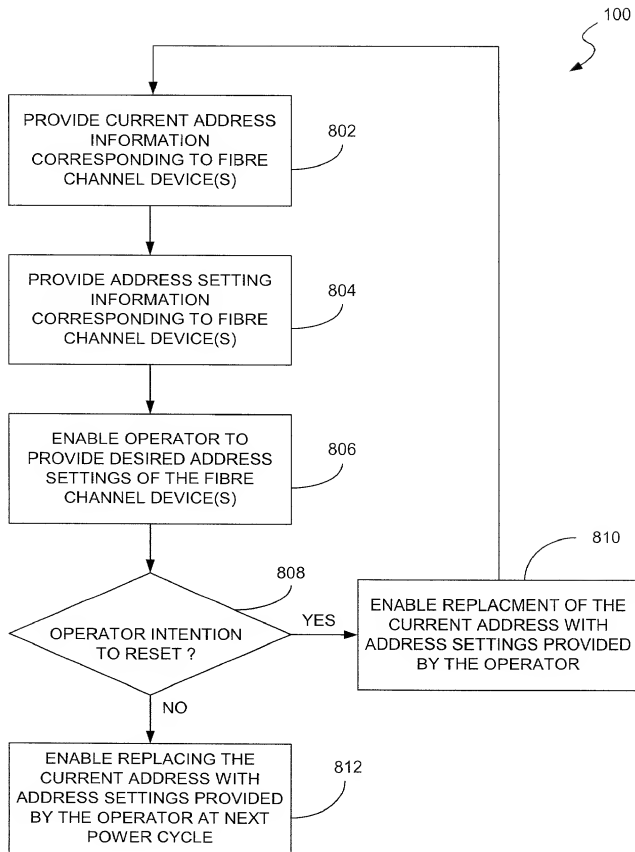 100
PROVIDE CURRENT ADDRESS
INFORMATION
CORRESPONDING TO FIBRE
CHANNEL DEVICE(S)
802
PROVIDE ADDRESS SETTING
INFORMATION
CORRESPONDING TO FIBRE
CHANNEL DEVICE(S)
804
ENABLE OPERATOR TO
PROVIDE DESIRED ADDRESS
SETTINGS OF THE FIBRE
CHANNEL DEVICE(S)
806
808
OPERATOR INTENTION
TO RESET ?
YES
810
ENABLE REPLACMENT OF THE
CURRENT ADDRESS WITH
ADDRESS SETTINGS PROVIDED
BY THE OPERATOR
NO
ENABLE REPLACING THE
CURRENT ADDRESS WITH
ADDRESS SETTINGS PROVIDED
BY THE OPERATOR AT NEXT
POWER CYCLE
812